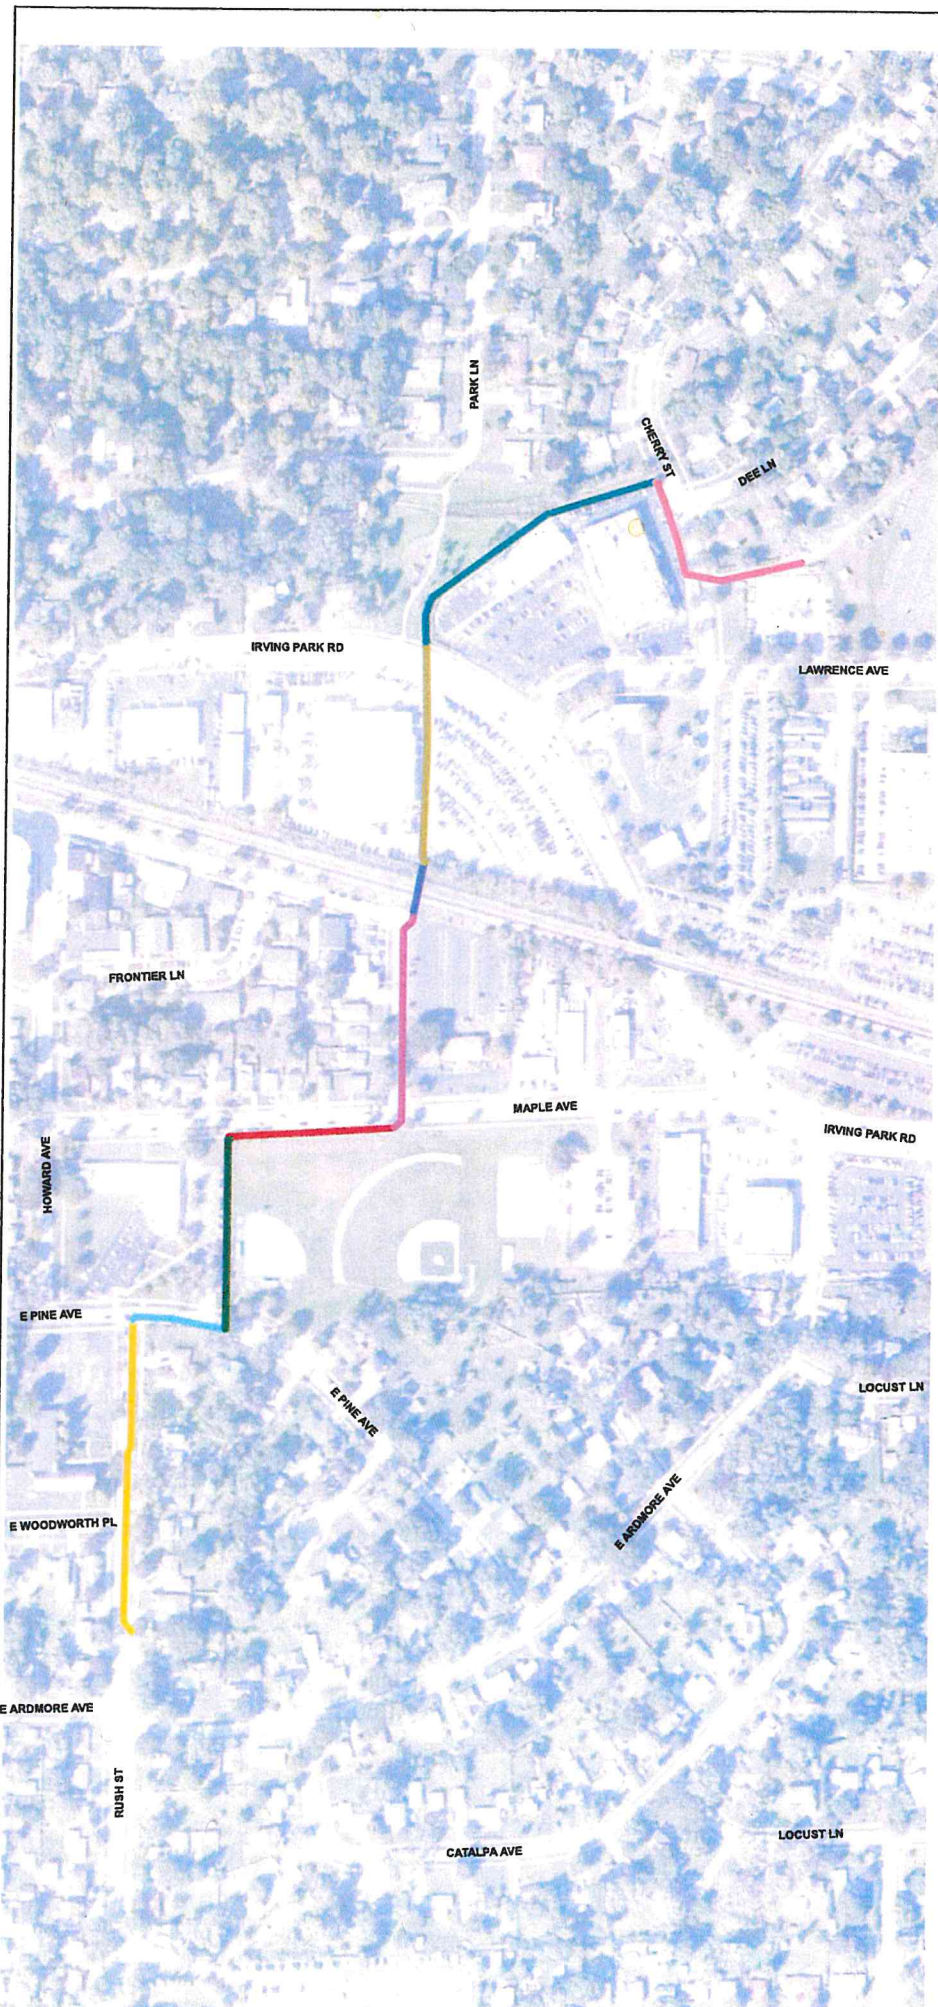 PARK LN
CHERRY ST
DEE LN
IRVING PARK RD
LAWRENCE AVE
FRONTIER LN
MAPLE AVE
IRVING PARK RD
HOWARD AVE
E PINE AVE
E PINE AVE
LOCUST LN
E ARDMORE AVE
E WOODWORTH PL
E ARDMORE AVE
RUSH ST
CATALPA AVE
LOCUST LN